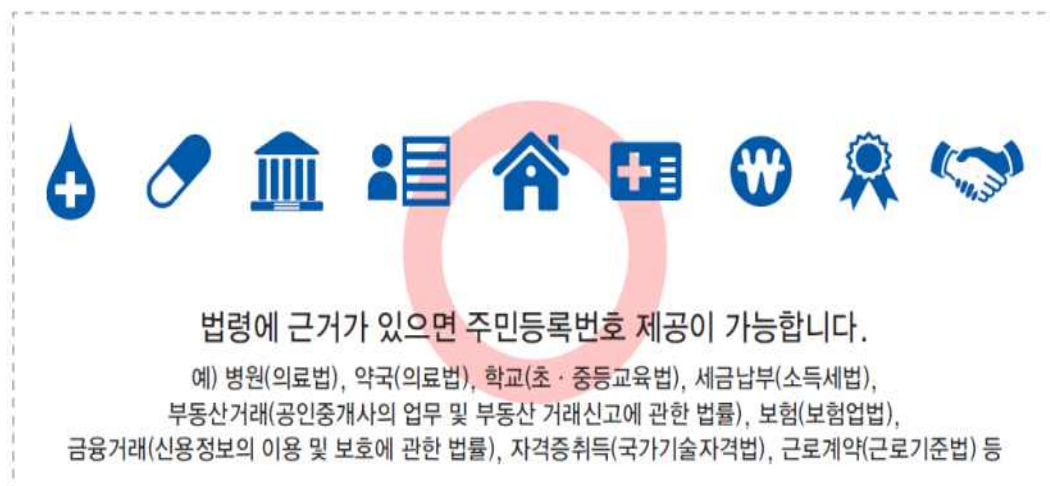 법령에 근거가 있으면 주민등록번호 제공이 가능합니다.
예) 병원(의료법), 약국(의료법), 학교(초 · 중등교육법), 세금납부(소득세법),
부동산거래(공인중개사의 업무 및 부동산 거래신고에 관한 법률), 보험(보험업법),
금융거래(신용정보의 이용 및 보호에 관한 법률), 자격증취득(국가기술자격법), 근로계약(근로기준법) 등